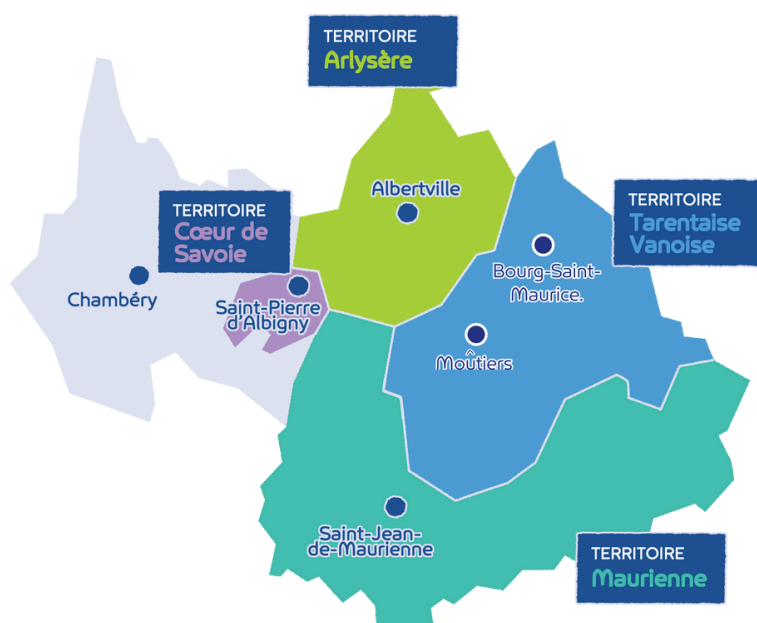 TERRITOIRE
Arlysère
Albertville
TERRITOIRE
Cœur de
Savoie
TERRITOIRE
Tarentaise
Vanoise
Chambéry
Saint-Pierre
d'Albigny
Bourg-Saint-
Maurice.
Moûtiers
Saint-Jean-
de-Maurienne
TERRITOIRE
Maurienne